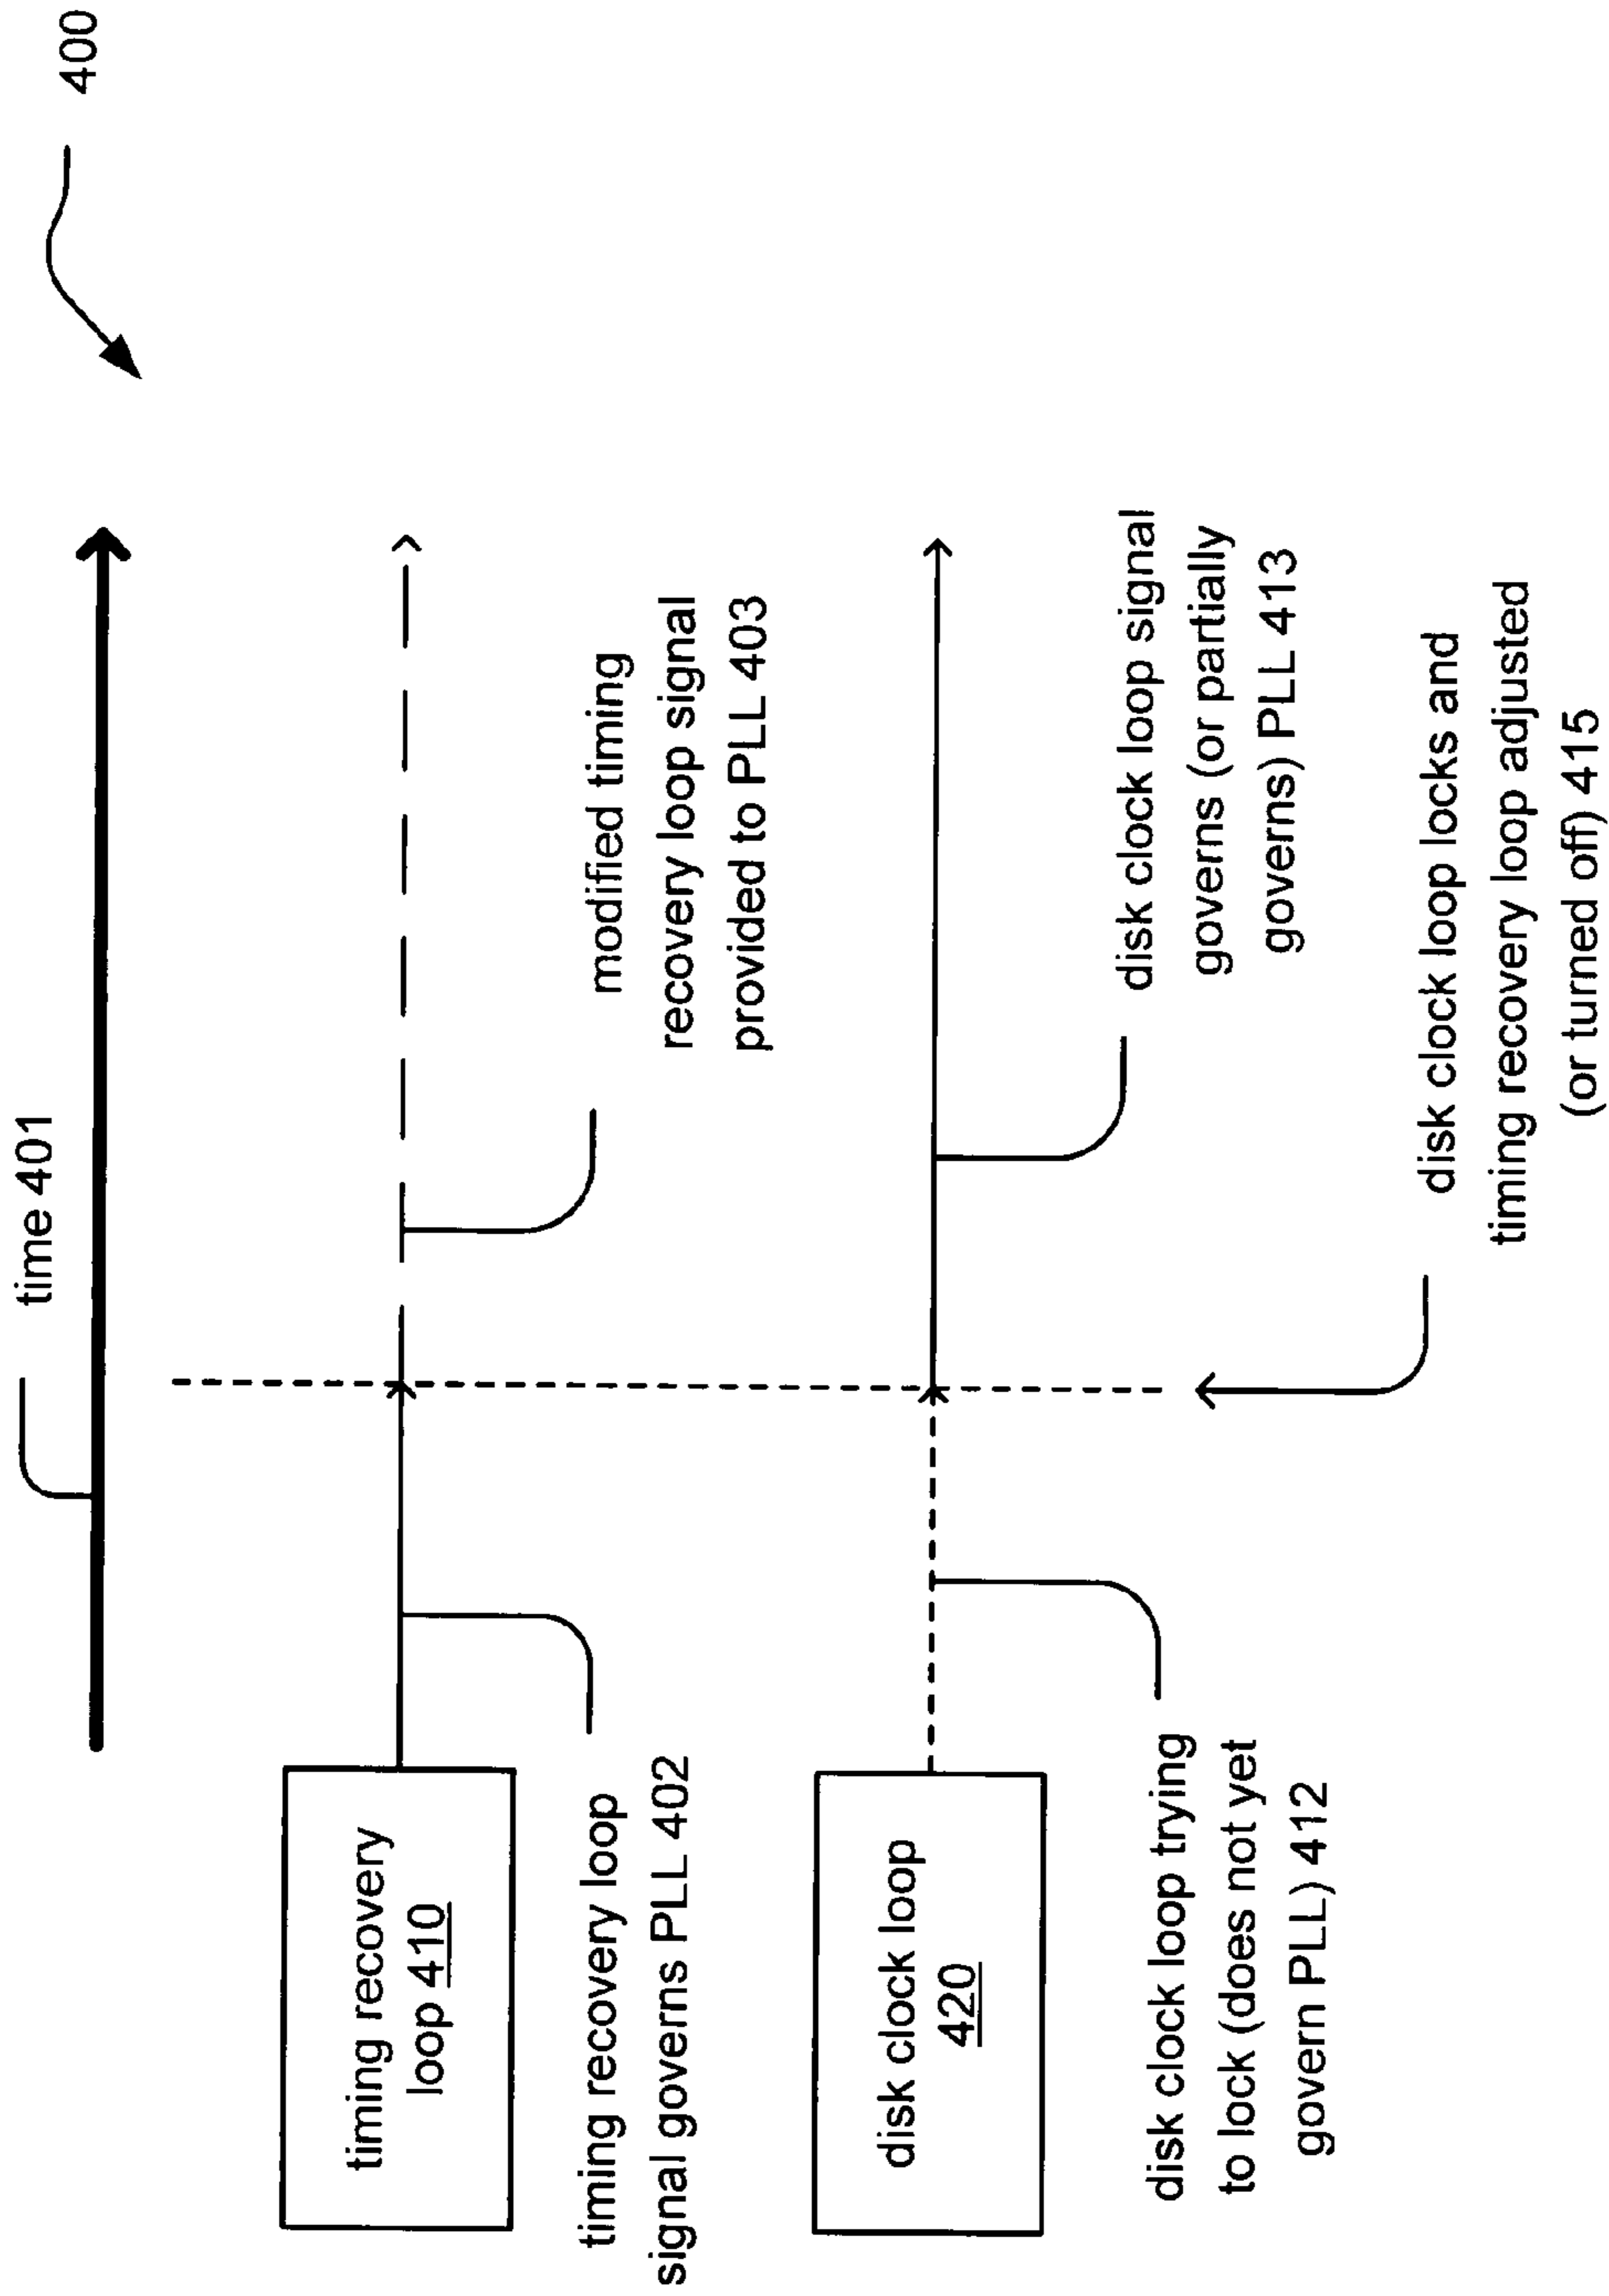 400
time 401
timing recovery
loop 410
timing recovery loop
signal governs PLL 402
modified timing
recovery loop signal
provided to PLL 403
disk clock loop
420
disk clock loop trying
to lock (does not yet
govern PLL) 412
disk clock loop signal
governs (or partially
governs) PLL 413
disk clock loop locks and
timing recovery loop adjusted
(or turned off) 415